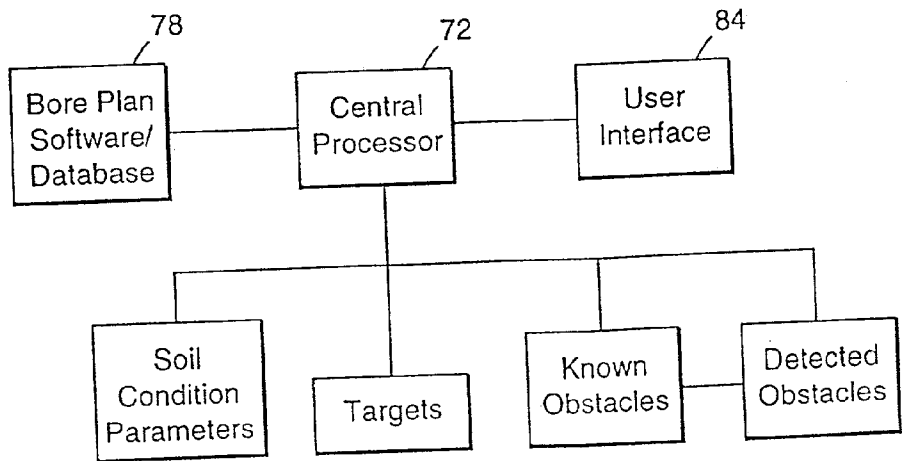 78
72
84
Bore Plan
Software/
Database
Central
Processor
User
Interface
Soil
Condition
Parameters
Targets
Known
Obstacles
Detected
Obstacles